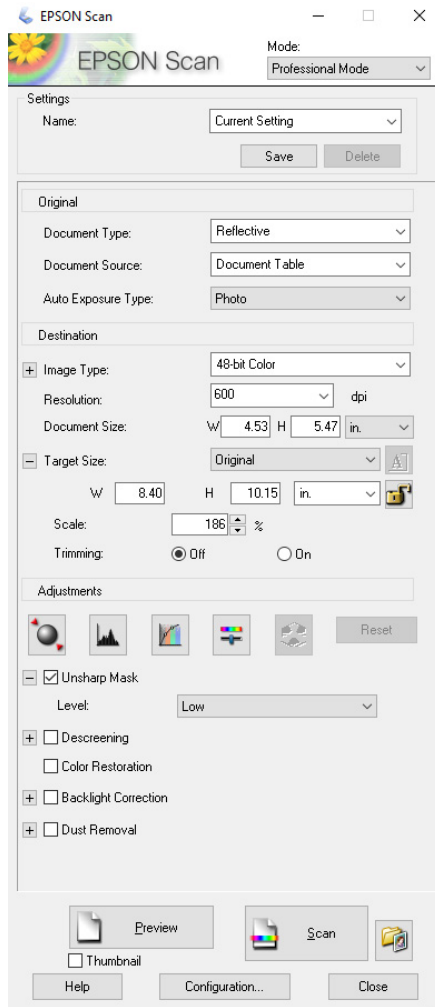 EPSON Scan
EPSON Scan
Mode:
Professional Mode
Settings
Name: Current Setting
Save Delete
Original
Document Type: Reflective
Document Source: Document Table
Auto Exposure Type: Photo
Destination
Image Type: 48-bit Color
Resolution: 600 dpi
Document Size: W 4.53 H 5.47 in.
Target Size: Original A
W 8.40 H 10.15 in.
Scale: 186 %
Trimming: Off On
Adjustments
Reset
Unsharp Mask
Level: Low
Descreening
Color Restoration
Backlight Correction
Dust Removal
Preview Scan
Thumbnail
Help Configuration... Close